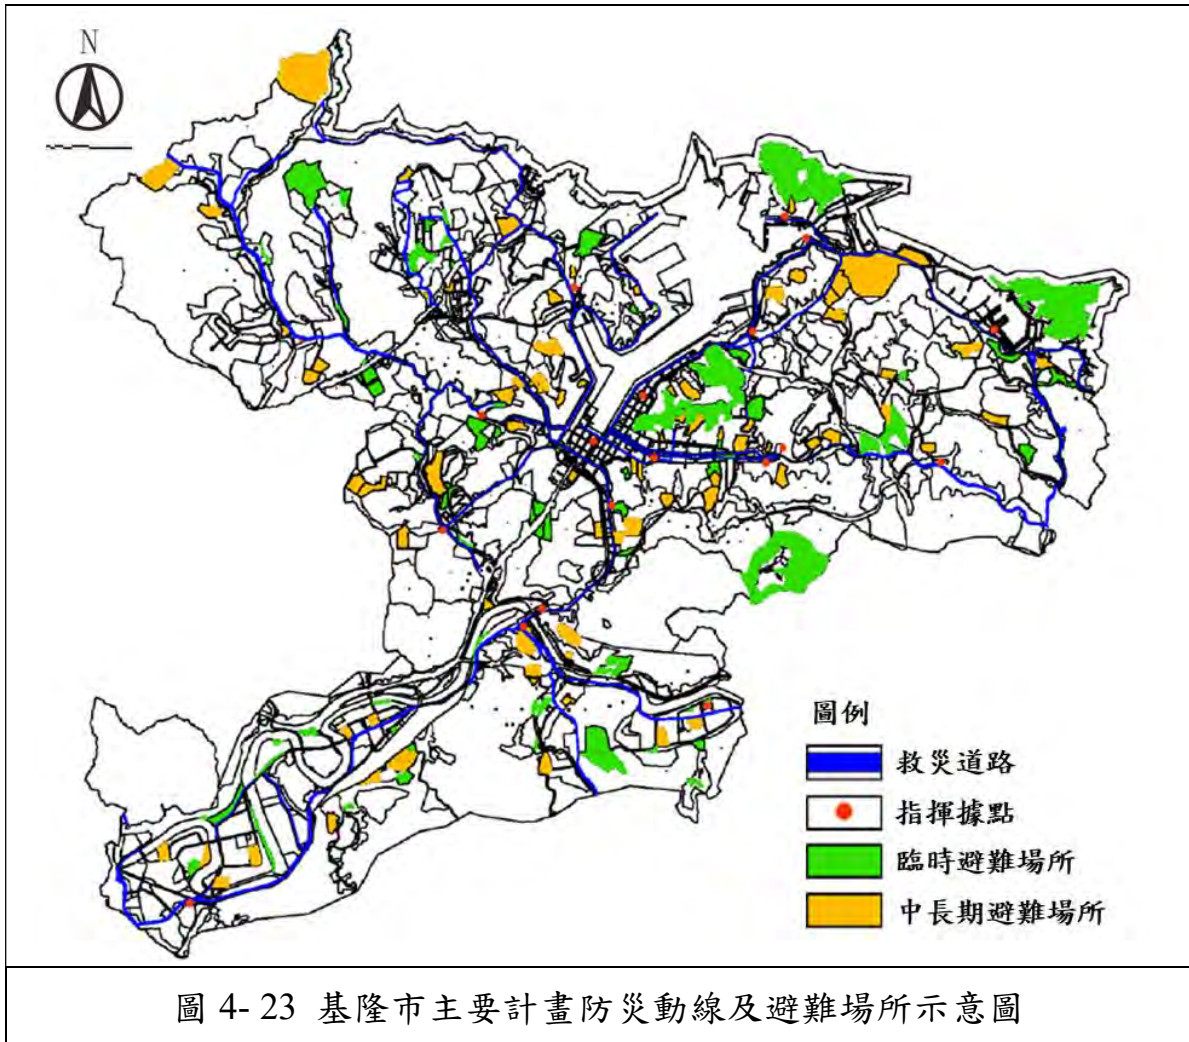 N
圖例
救災道路
指揮據點
臨時避難場所
中長期避難場所
圖 4- 23 基隆市主要計畫防災動線及避難場所示意圖